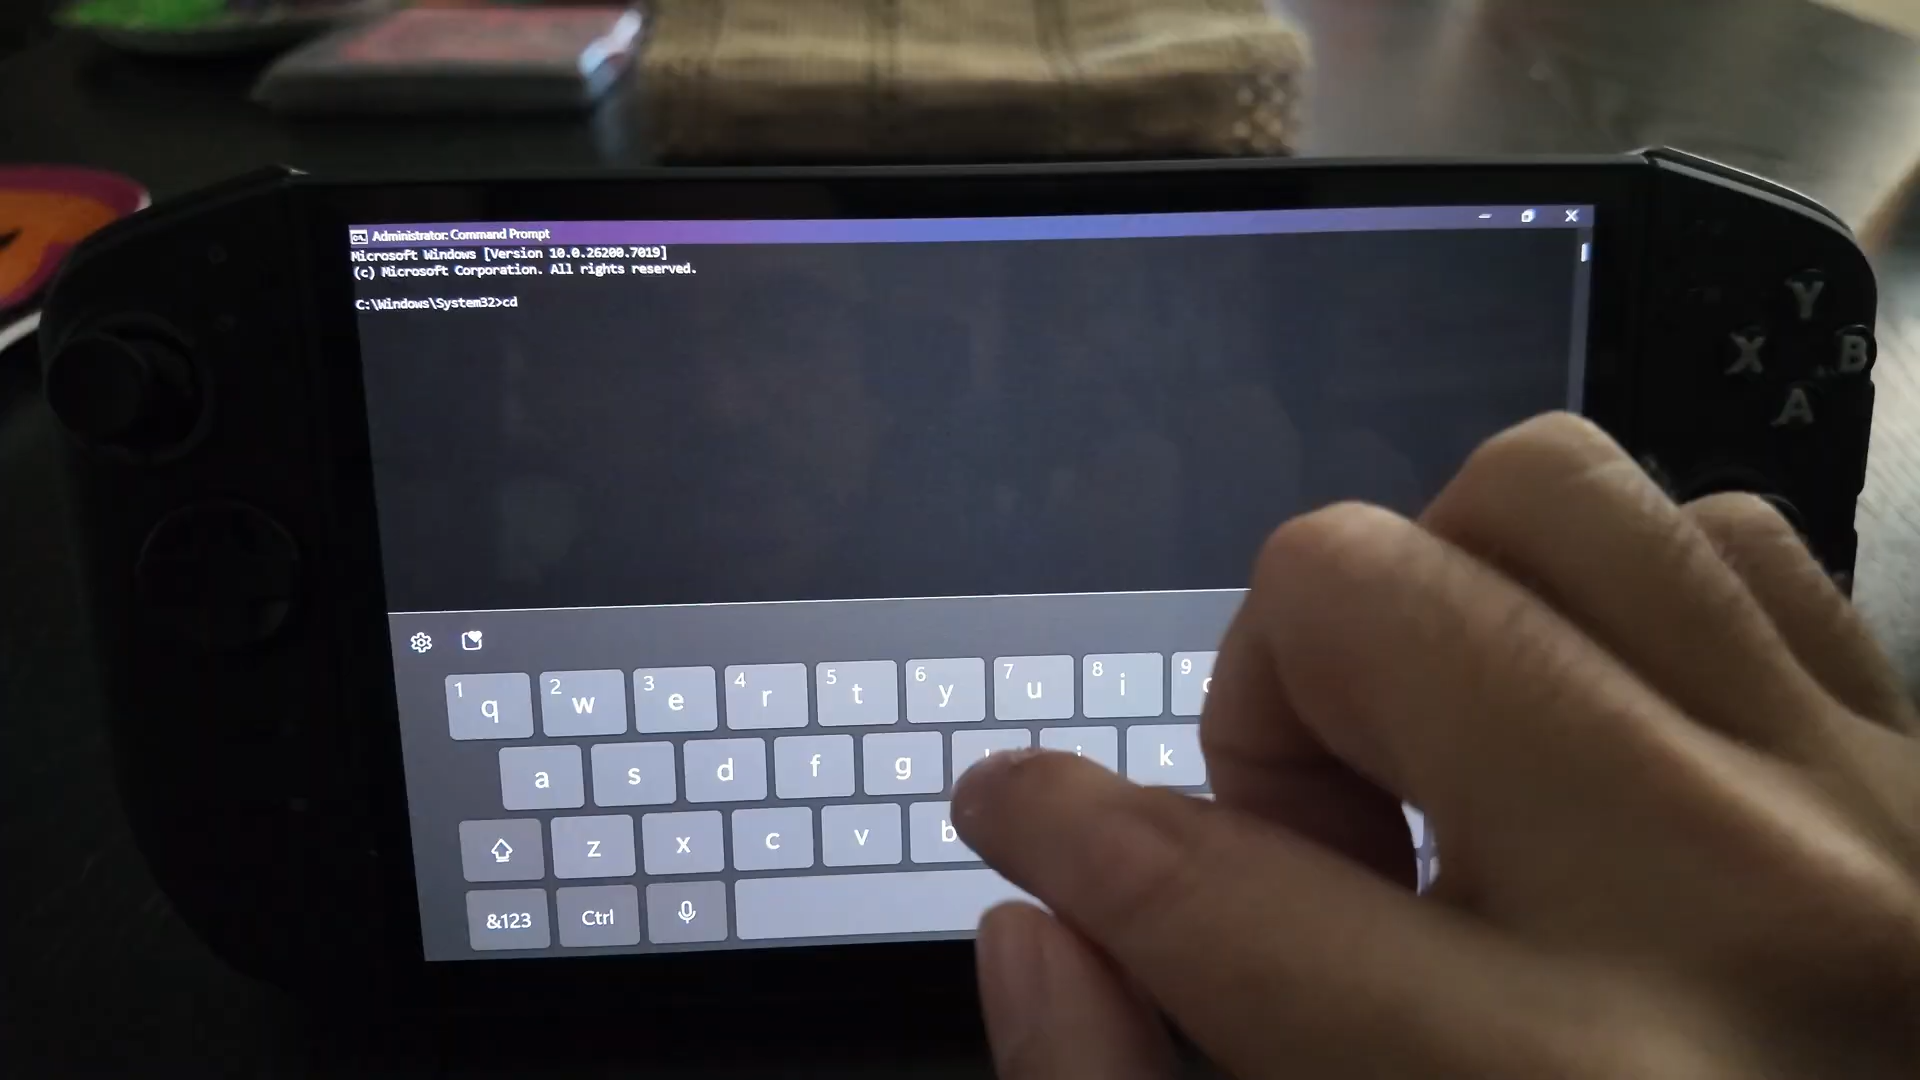 Administrator: Command Prompt
Microsoft Windows [Version 10.0.26200.7019]
(c) Microsoft Corporation. All rights reserved.
C:\Windows\System32>cd
1 2 3 4 5 6 7 8 9
q w e r t y u i
a s d f g k
z x c v b
&123 Ctrl
Y
X B
A